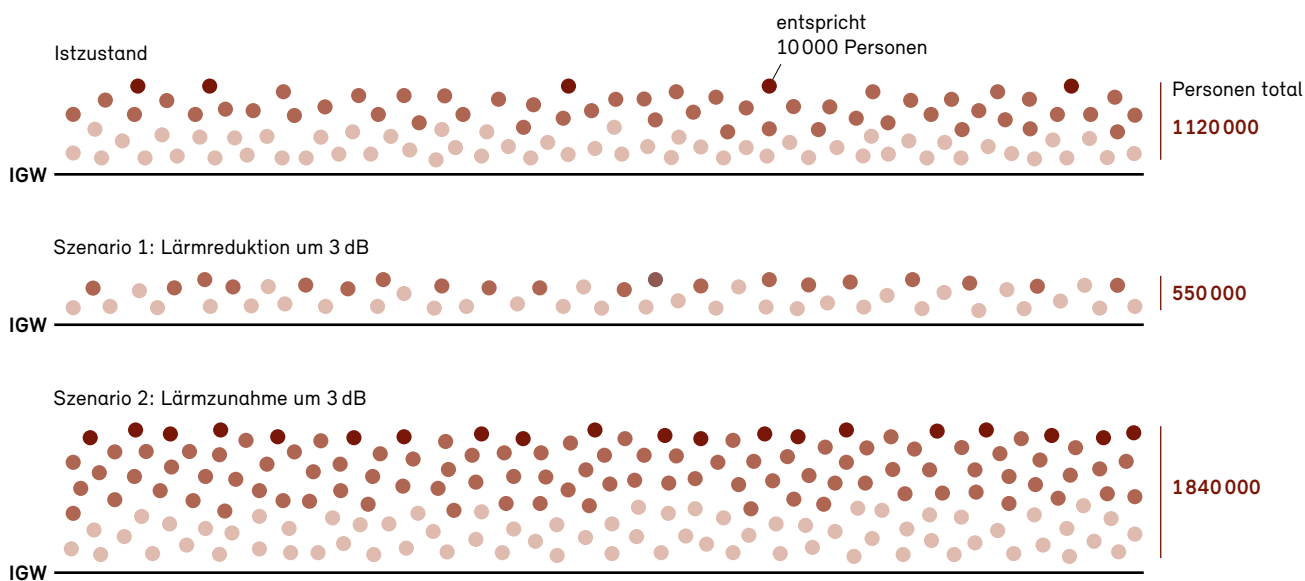 entspricht
10 000 Personen
Istzustand
Personen total
1 120 000
IGW
Szenario 1: Lärmreduktion um 3 dB
550 000
IGW
Szenario 2: Lärmzunahme um 3 dB
1 840 000
IGW